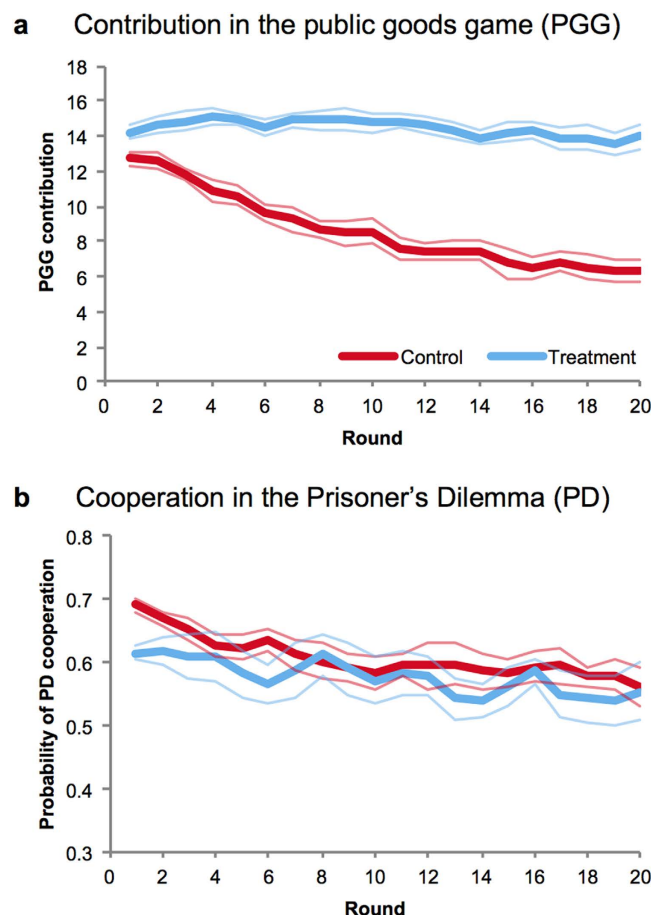 a Contribution in the public goods game (PGG)
18
16
14
12
10
8
6
4
2
0
PGG contribution
Control Treatment
0 2 4 6 8 10 12 14 16 18 20
Round
b Cooperation in the Prisoner's Dilemma (PD)
0.8
0.7
0.6
0.5
0.4
0.3
Probability of PD cooperation
0 2 4 6 8 10 12 14 16 18 20
Round